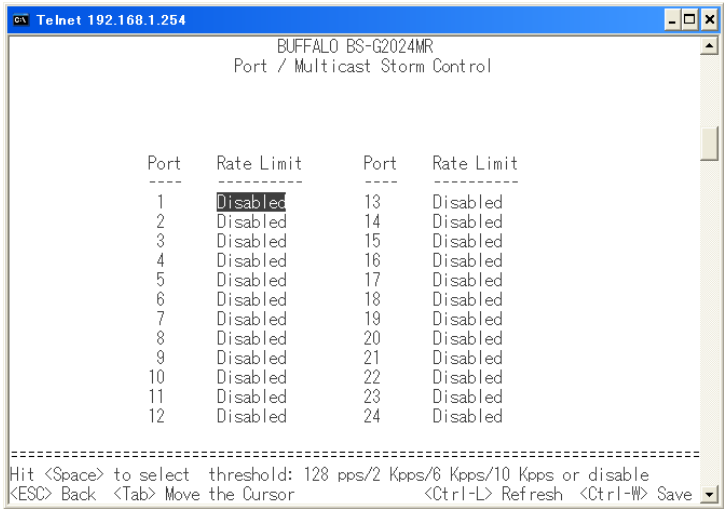 Telnet 192.168.1.254
BUFFALO BS-G2024MR
Port / Multicast Storm Control
Port Rate Limit Port Rate Limit
---- ---------- ---- ----------
1 Disabled 13 Disabled
2 Disabled 14 Disabled
3 Disabled 15 Disabled
4 Disabled 16 Disabled
5 Disabled 17 Disabled
6 Disabled 18 Disabled
7 Disabled 19 Disabled
8 Disabled 20 Disabled
9 Disabled 21 Disabled
10 Disabled 22 Disabled
11 Disabled 23 Disabled
12 Disabled 24 Disabled
Hit <Space> to select threshold: 128 pps/2 Kpps/6 Kpps/10 Kpps or disable
<ESC> Back <Tab> Move the Cursor <Ctrl-L> Refresh <Ctrl-W> Save